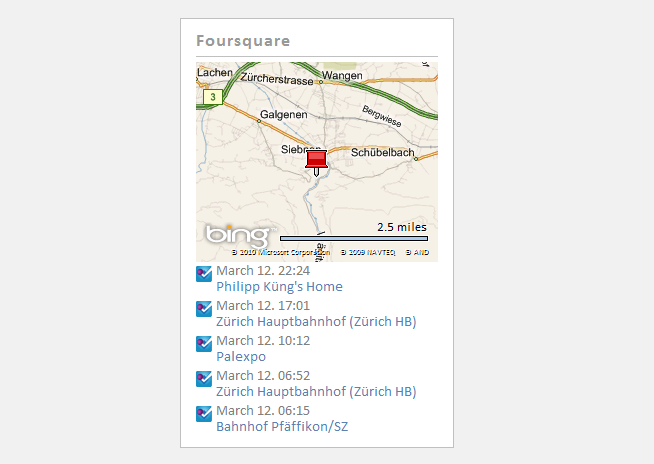 Foursquare
Lachen
Zürcherstrasse
Wangen
3
Bergwiese
Galgenen
Siebnen
Schübelbach
bing
2.5 miles
© 2010 Microsoft Corporation © 2009 NAVTEQ © AND
March 12. 22:24
Philipp Küng's Home
March 12. 17:01
Zürich Hauptbahnhof (Zürich HB)
March 12. 10:12
Palexpo
March 12. 06:52
Zürich Hauptbahnhof (Zürich HB)
March 12. 06:15
Bahnhof Pfäffikon/SZ